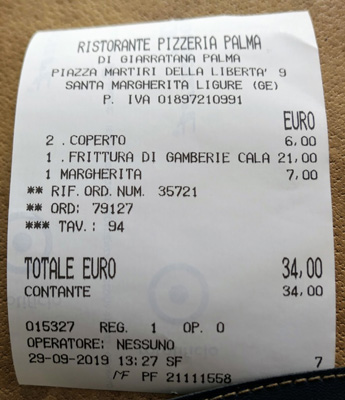 RISTORANTE PIZZERIA PALMA
DI GIARRATANA PALMA
PIAZZA MARTIRI DELLA LIBERTA' 9
SANTA MARGHERITA LIGURE (GE)
P. IVA 01897210991
EURO
2 .COPERTO 6,00
1 .FRITTURA DI GAMBERIE CALA 21,00
1 MARGHERITA 7,00
** RIF.ORD.NUM. 35721
** ORD: 79127
*** TAV.: 94
TOTALE EURO 34,00
CONTANTE 34,00
015327 REG. 1 OP. 0
OPERATORE: NESSUNO
29-09-2019 13:27 SF 7
MF PF 21111558